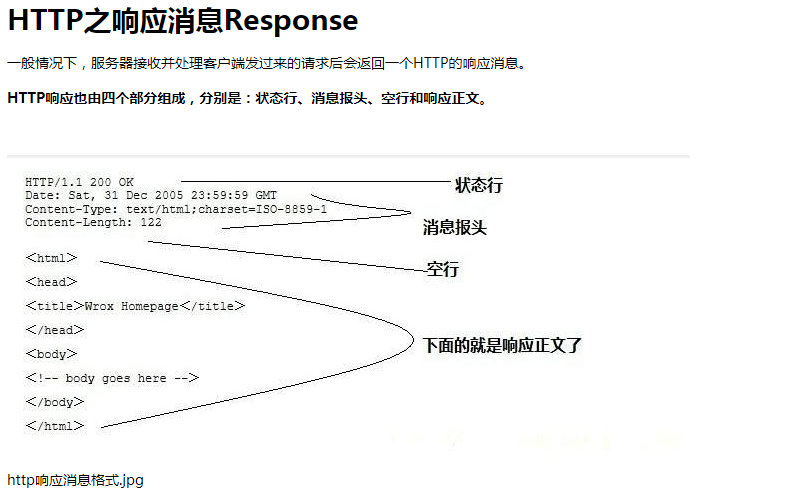 HTTP之响应消息Response
一般情况下，服务器接收并处理客户端发过来的请求后会返回一个HTTP的响应消息。
HTTP响应也由四个部分组成，分别是：状态行、消息报头、空行和响应正文。
HTTP/1.1 200 OK
状态行
Date: Sat, 31 Dec 2005 23:59:59 GMT
Content-Type: text/html;charset=ISO-8859-1
Content-Length: 122
消息报头
空行
<html>
<head>
<title>Wrox Homepage</title>
</head>
下面的就是响应正文了
<body>
<!-- body goes here -->
</body>
</html>
http响应消息格式.jpg